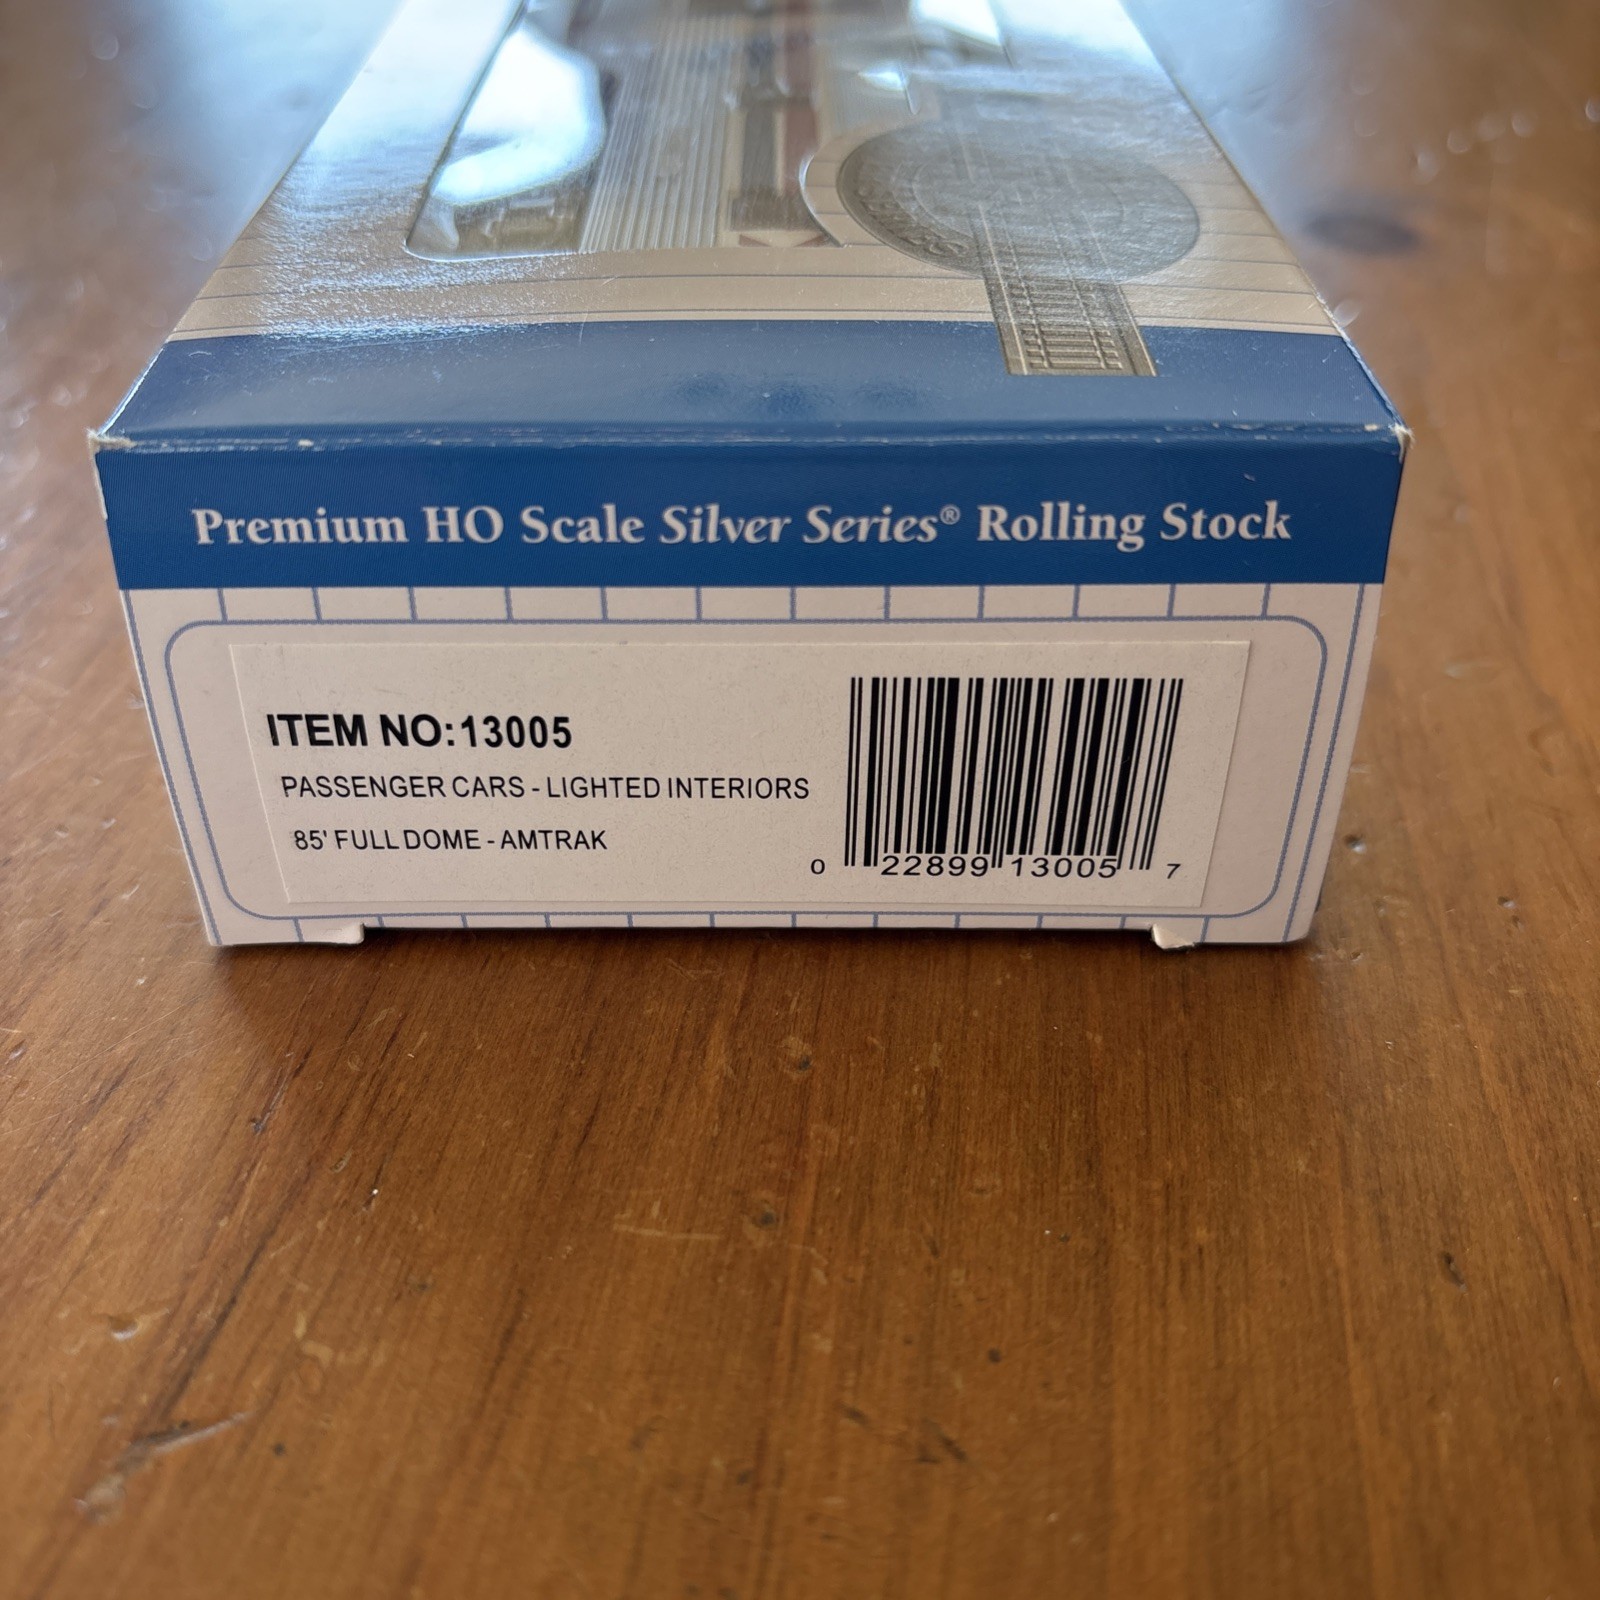 Premium HO Scale Silver Series® Rolling Stock
ITEM NO:13005
PASSENGER CARS - LIGHTED INTERIORS
85' FULL DOME - AMTRAK
0 22899 13005 7